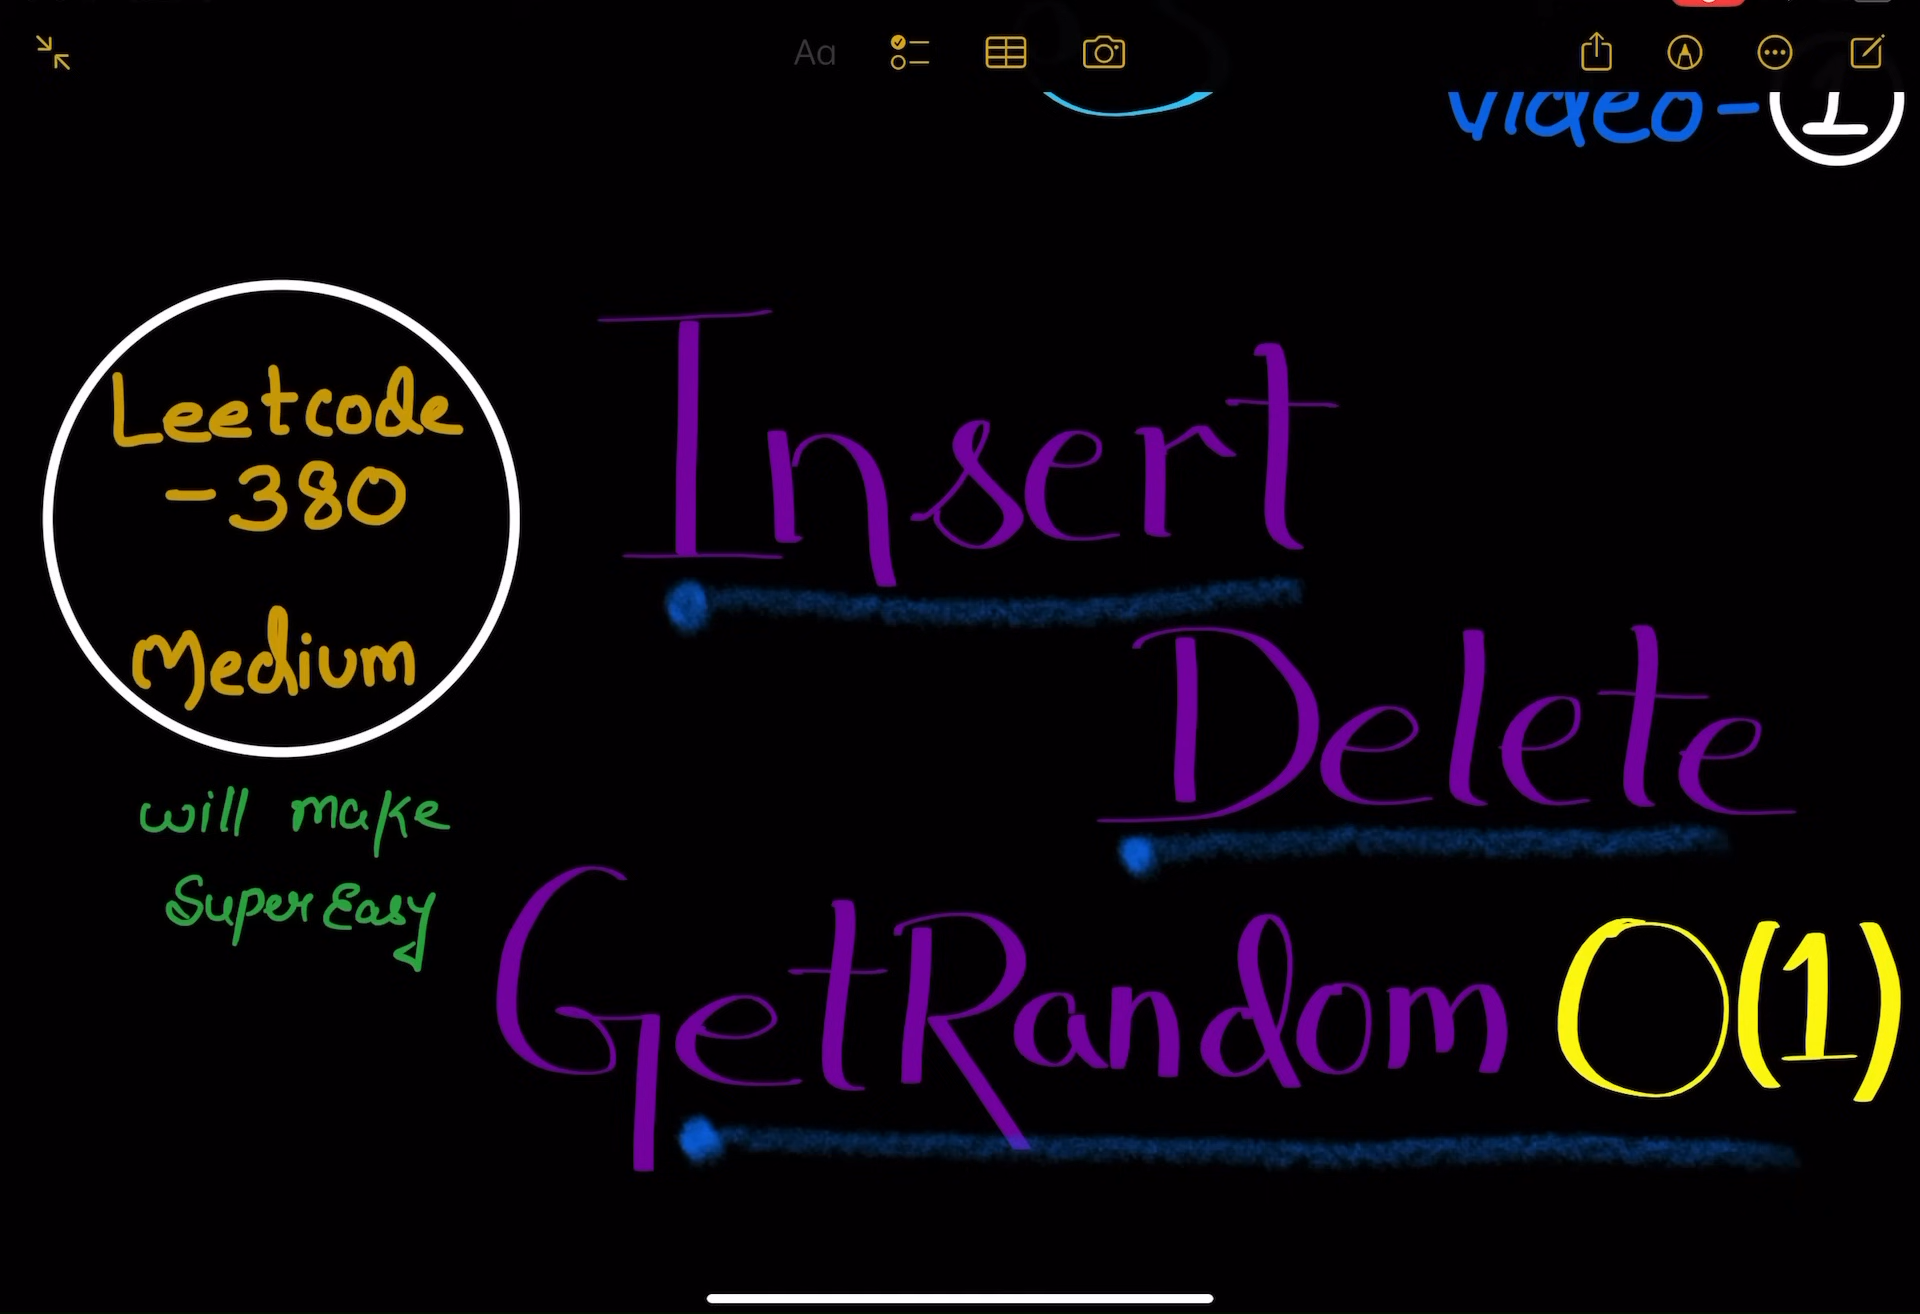 Aa
video-1
Insert
Leetcode
-380
Medium
Delete
will make
Super Easy
GetRandom O(1)